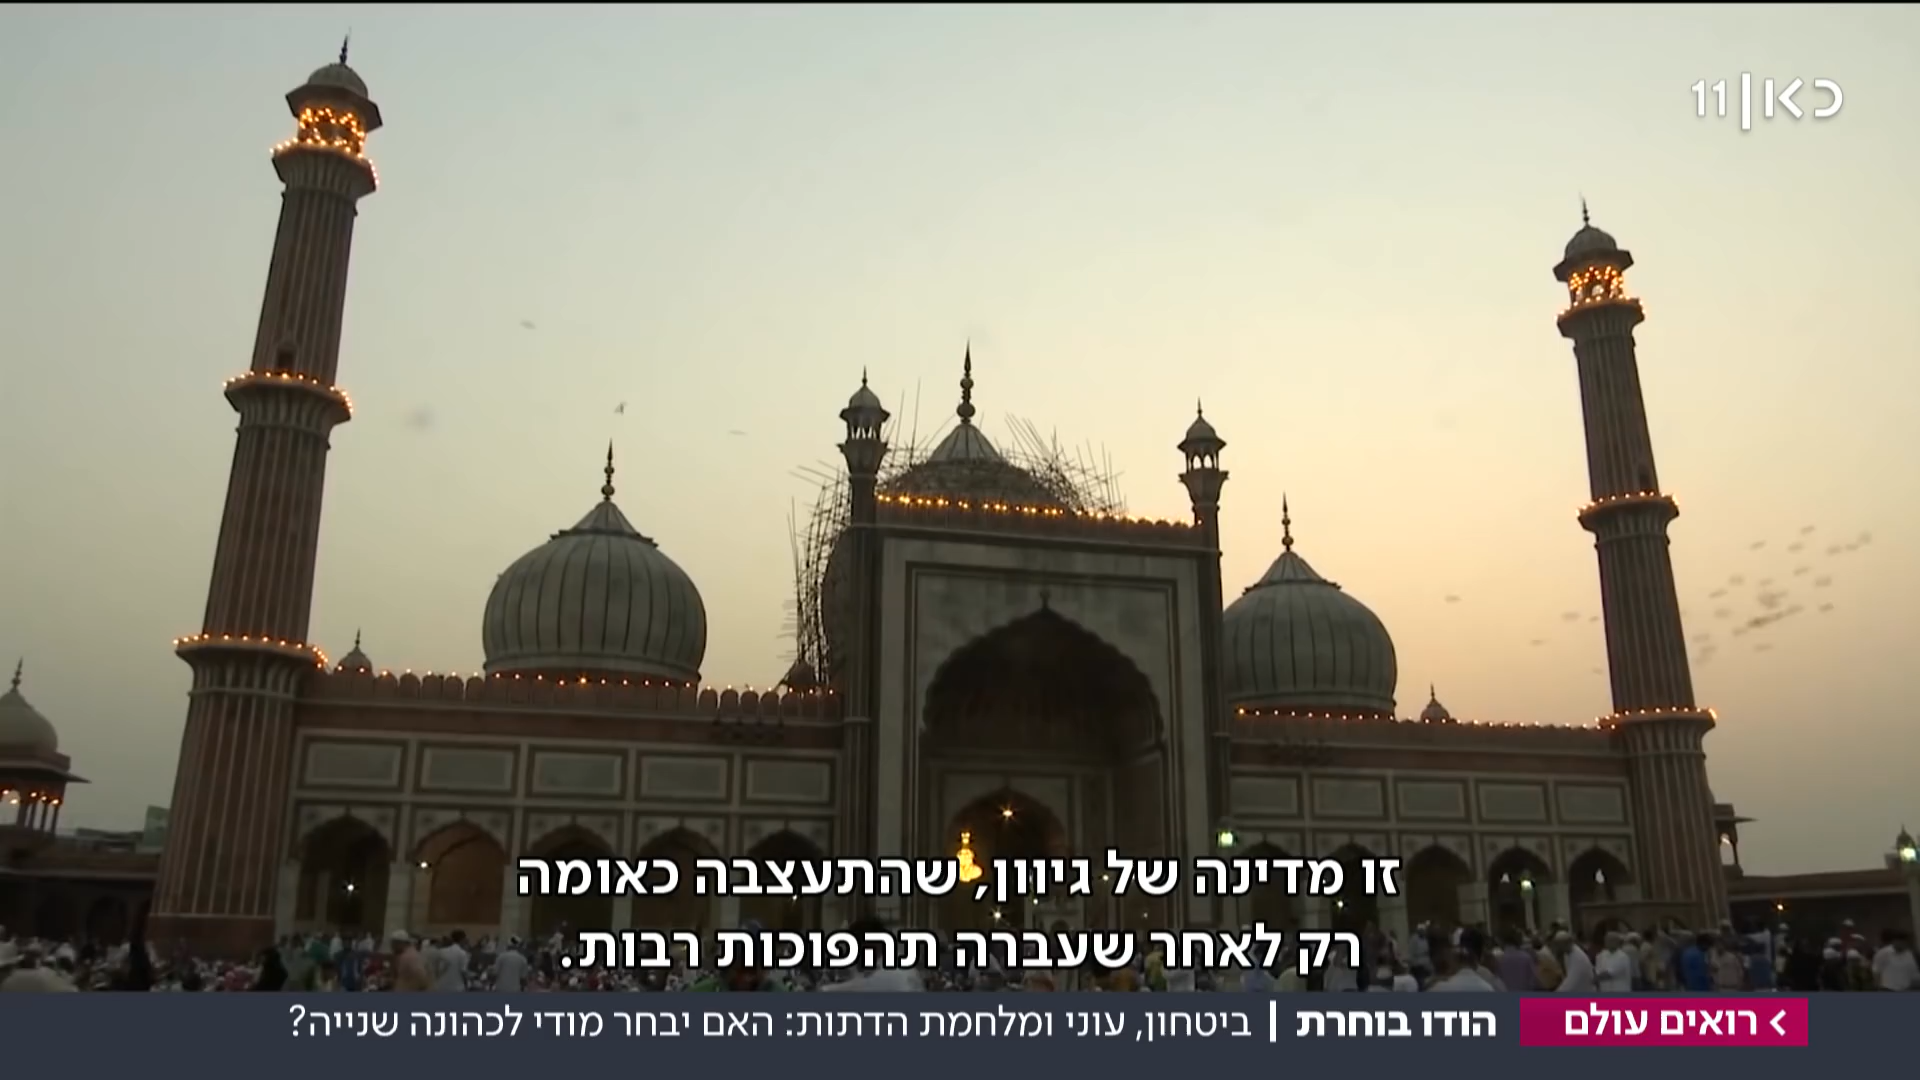 כאן 11
זו מדינה של גיוון, שהתעצבה כאומה
רק לאחר שעברה תהפוכות רבות.
רואים עולם
הודו בוחרת | ביטחון, עוני ומלחמת הדתות: האם יבחר מודי לכהונה שנייה?